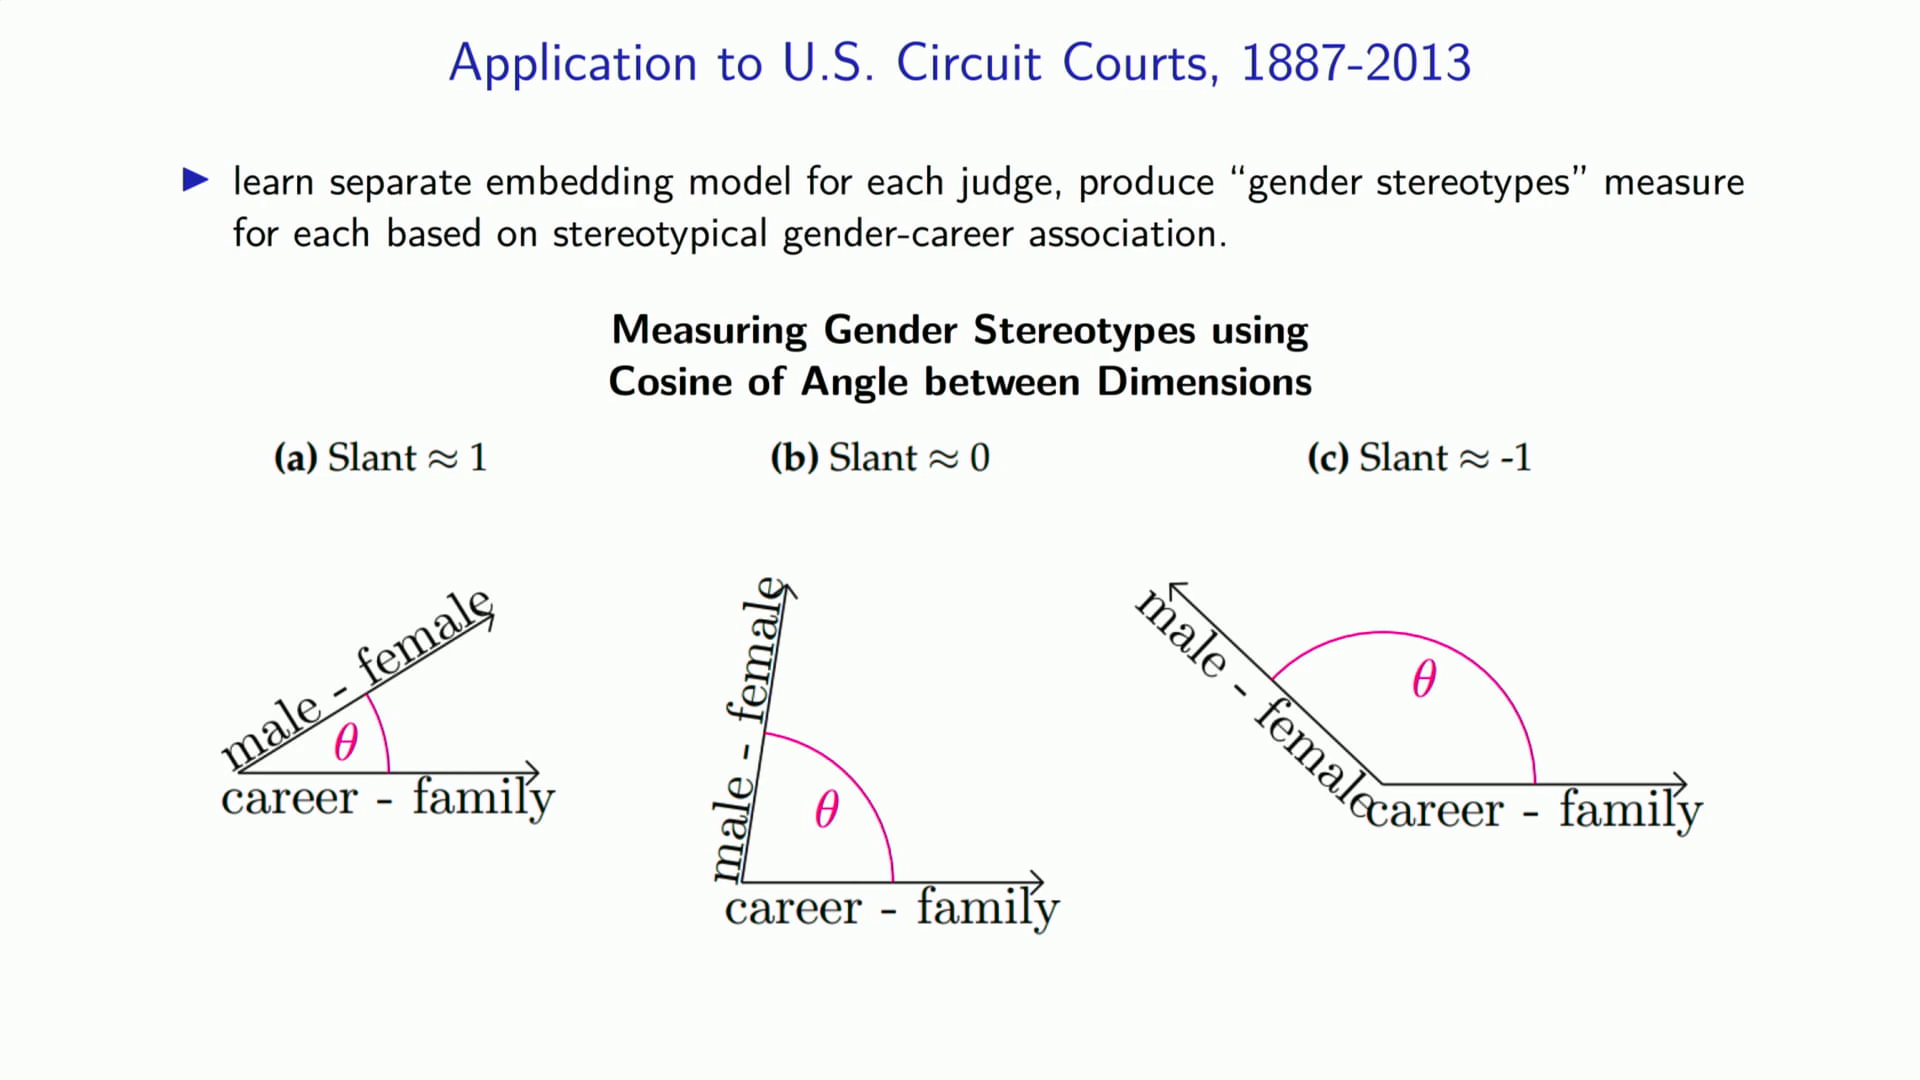 Application to U.S. Circuit Courts, 1887-2013
▶ learn separate embedding model for each judge, produce “gender stereotypes” measure
for each based on stereotypical gender-career association.
Measuring Gender Stereotypes using
Cosine of Angle between Dimensions
(a) Slant ≈ 1
(b) Slant ≈ 0
(c) Slant ≈ -1
male - female
θ
career - family
male - female
θ
career - family
male - female
θ
career - family